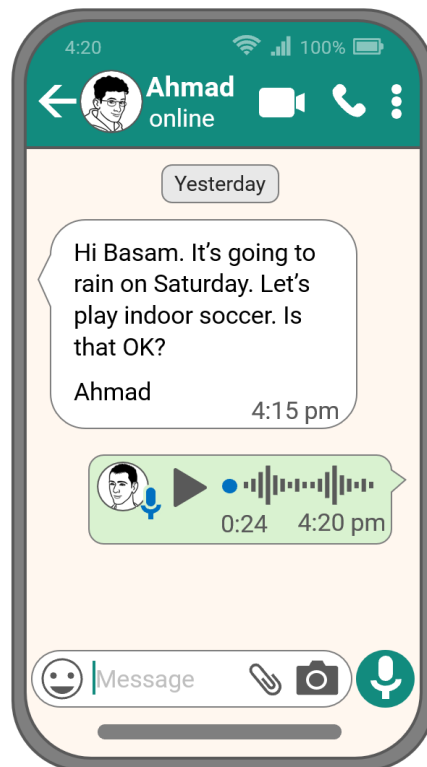 4:20 100%
Ahmad
online
Yesterday
Hi Basam. It’s going to
rain on Saturday. Let’s
play indoor soccer. Is
that OK?
Ahmad
4:15 pm
0:24 4:20 pm
Message